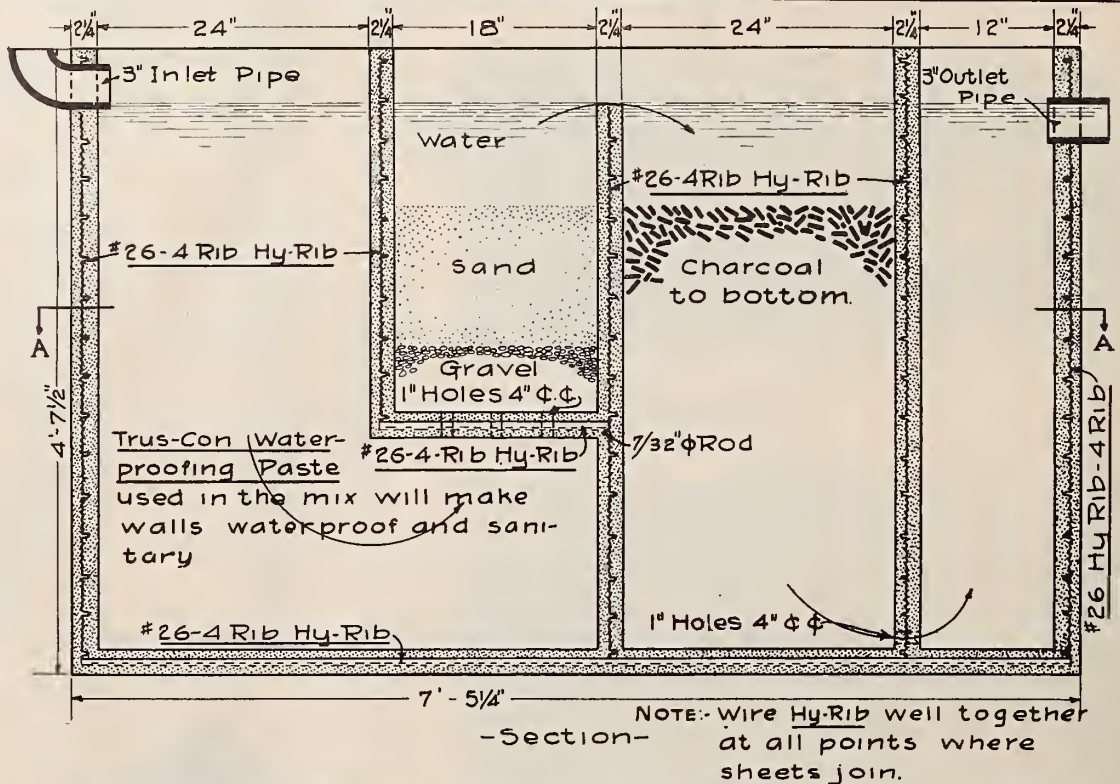 2¼" 24" 2¼" 18" 2¼" 24" 2¼" 12" 2¼"
3" Inlet Pipe
3" Outlet
Pipe
Water
#26-4 Rib Hy-Rib
#26-4 Rib Hy-Rib
Sand
Charcoal
to bottom.
A
A
Gravel
1" Holes 4" ¢.¢.
4'-7½"
Trus-Con Water-
proofing Paste
used in the mix will make
walls waterproof and sani-
tary
#26-4-Rib Hy-Rib
7/32" φ Rod
#26 Hy Rib-4 Rib
1" Holes 4" ¢ ¢
#26-4 Rib Hy-Rib
7'-5¼"
-Section-
NOTE:- Wire Hy-Rib well together
at all points where
sheets join.